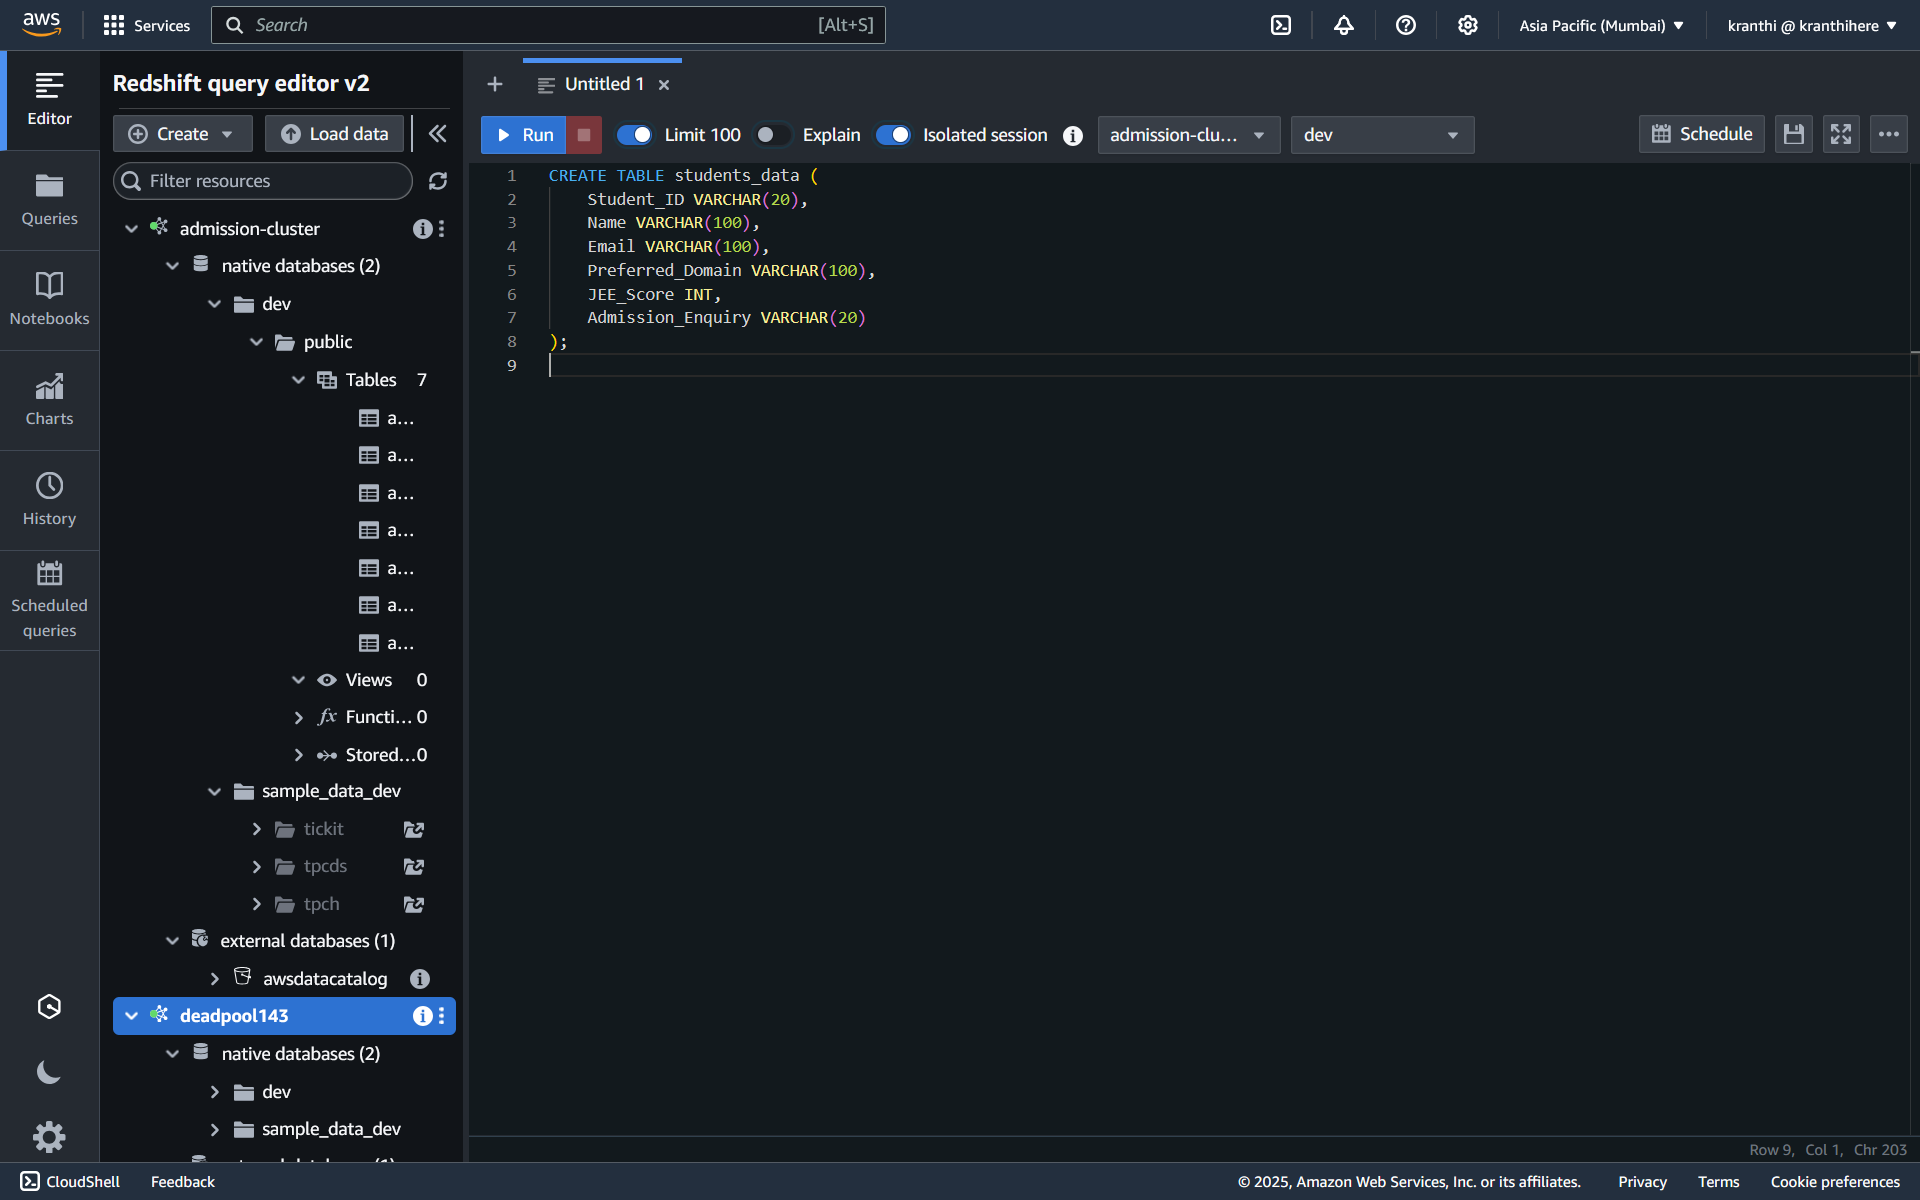 aws
Services
Search
[Alt+S]
Asia Pacific (Mumbai)
kranthi @ kranthihere
Editor
Queries
Notebooks
Charts
History
Scheduled
queries
Redshift query editor v2
Create
Load data
Filter resources
admission-cluster
native databases (2)
dev
public
Tables 7
a...
a...
a...
a...
a...
a...
a...
Views 0
Functi... 0
Stored...0
sample_data_dev
tickit
tpcds
tpch
external databases (1)
awsdatacatalog
deadpool143
native databases (2)
dev
sample_data_dev
Untitled 1
Run
Limit 100
Explain
Isolated session
admission-clu...
dev
Schedule
1 CREATE TABLE students_data (
2 Student_ID VARCHAR(20),
3 Name VARCHAR(100),
4 Email VARCHAR(100),
5 Preferred_Domain VARCHAR(100),
6 JEE_Score INT,
7 Admission_Enquiry VARCHAR(20)
8 );
9
Row 9, Col 1, Chr 203
CloudShell
Feedback
© 2025, Amazon Web Services, Inc. or its affiliates.
Privacy
Terms
Cookie preferences